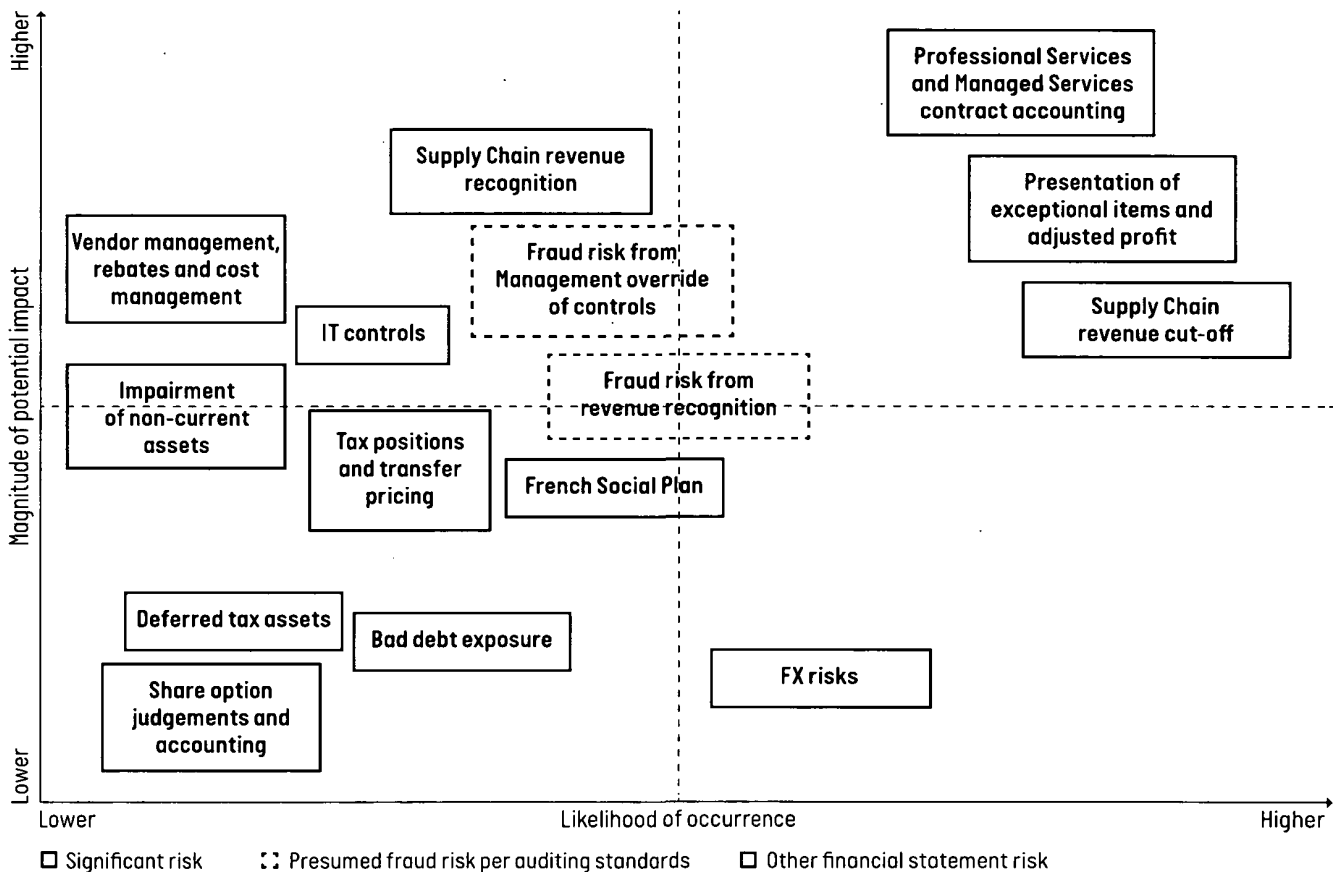 Higher
Magnitude of potential impact
Lower
Professional Services
and Managed Services
contract accounting
Supply Chain revenue
recognition
Presentation of
exceptional items and
adjusted profit
Vendor management,
rebates and cost
management
Fraud risk from
Management override
of controls
IT controls
Supply Chain
revenue cut-off
Impairment
of non-current
assets
Fraud risk from
revenue recognition
Tax positions
and transfer
pricing
French Social Plan
Deferred tax assets
Bad debt exposure
Share option
judgements and
accounting
FX risks
Lower
Likelihood of occurrence
Higher
Significant risk
Presumed fraud risk per auditing standards
Other financial statement risk